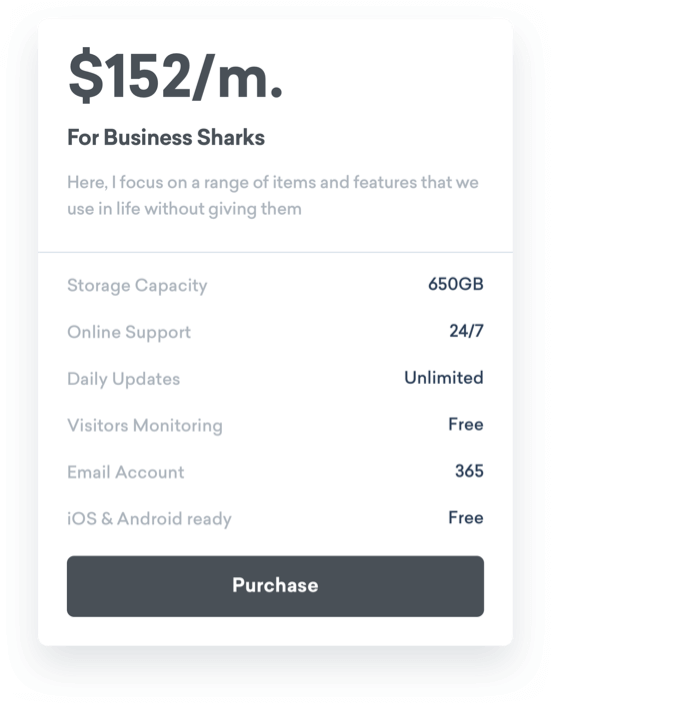 $152/m.
For Business Sharks
Here, I focus on a range of items and features that we
use in life without giving them
Storage Capacity 650GB
Online Support 24/7
Daily Updates Unlimited
Visitors Monitoring Free
Email Account 365
iOS & Android ready Free
Purchase